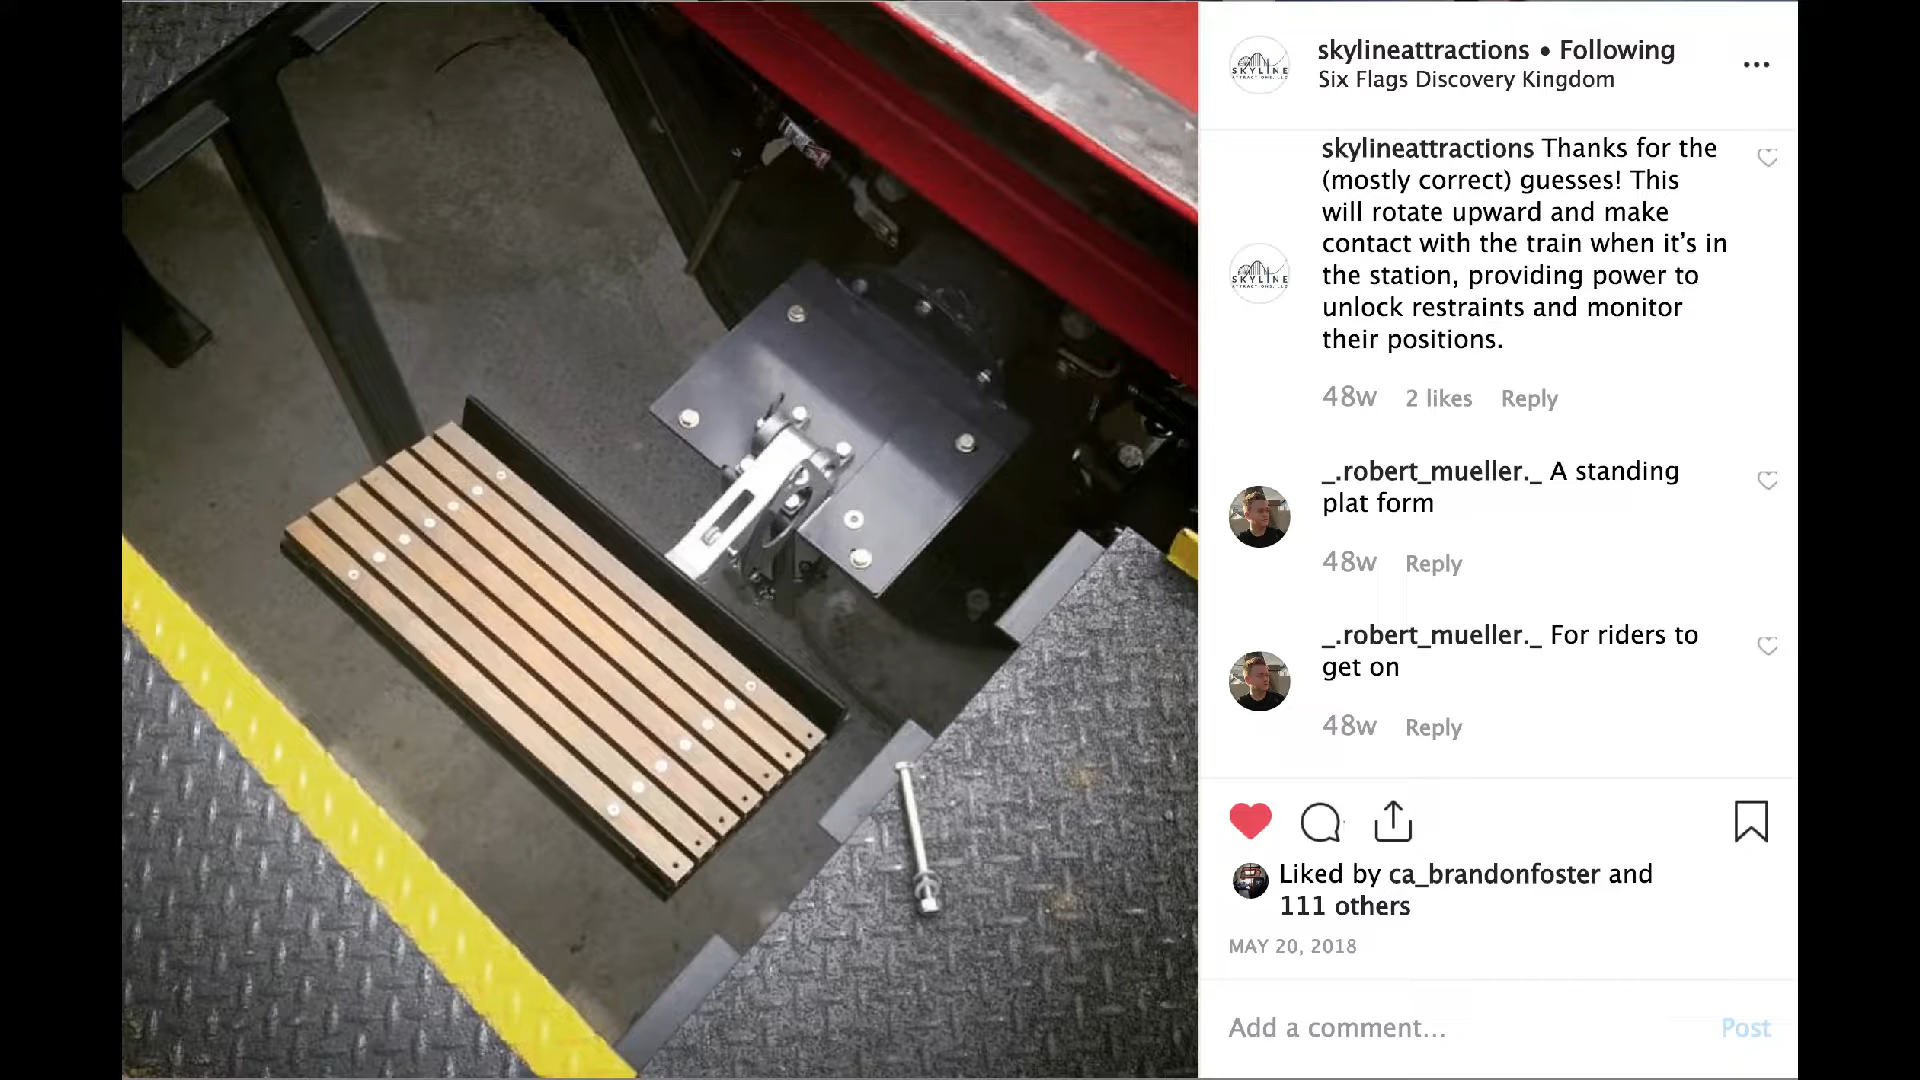 skylineattractions • Following
Six Flags Discovery Kingdom
SKYLINE
skylineattractions Thanks for the
(mostly correct) guesses! This
will rotate upward and make
contact with the train when it's in
the station, providing power to
unlock restraints and monitor
their positions.
SKYLINE
48w 2 likes Reply
_.robert_mueller._ A standing
plat form
48w Reply
_.robert_mueller._ For riders to
get on
48w Reply
Liked by ca_brandonfoster and
111 others
MAY 20, 2018
Add a comment...
Post